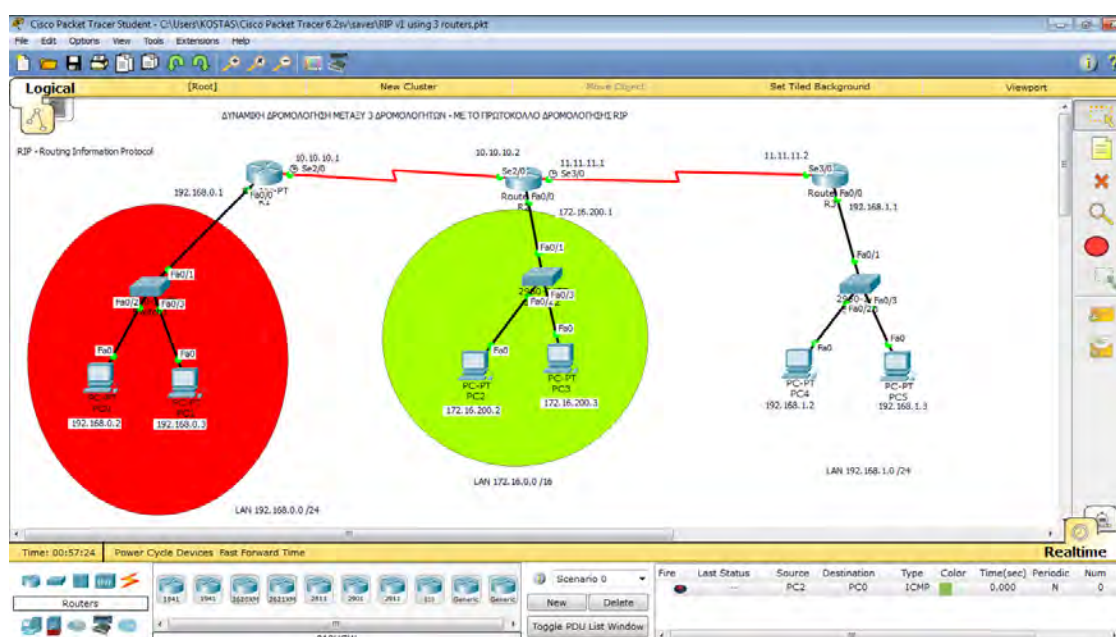 Cisco Packet Tracer Student - C:\Users\KOSTAS\Cisco Packet Tracer 6.2sv\saves\RIP v1 using 3 routers.pkt
File Edit Options View Tools Extensions Help
Logical [Root] New Cluster Move Object Set Tiled Background Viewport
ΔΥΝΑΜΙΚΗ ΔΡΟΜΟΛΟΓΗΣΗ ΜΕΤΑΞΥ 3 ΔΡΟΜΟΛΟΓΗΤΩΝ - ΜΕ ΤΟ ΠΡΩΤΟΚΟΛΛΟ ΔΡΟΜΟΛΟΓΗΣΗΣ RIP
RIP - Routing Information Protocol
10.10.10.1
Se2/0
192.168.0.1
Fa0/0
R1
10.10.10.2
Se2/0
11.11.11.1
Se3/0
Fa0/0
172.16.200.1
11.11.11.2
Se3/0
Fa0/0
192.168.1.1
Fa0/1
Fa0/2
Fa0/3
Fa0
Fa0
192.168.0.2
192.168.0.3
LAN 192.168.0.0 /24
Fa0/1
Fa0/3
Fa0
Fa0
PC-PT
PC2
172.16.200.2
PC-PT
PC3
172.16.200.3
LAN 172.16.0.0 /16
Fa0/1
Fa0/3
Fa0
Fa0
PC-PT
PC4
192.168.1.2
PC-PT
PC5
192.168.1.3
LAN 192.168.1.0 /24
Time: 00:57:24 Power Cycle Devices Fast Forward Time Realtime
Routers
1841 1941 2620XM 2621XM 2811 2901 2911 Generic Generic
Scenario 0
New Delete
Toggle PDU List Window
Fire Last Status Source Destination Type Color Time(sec) Periodic Num
-- PC2 PC0 ICMP 0.000 N 0